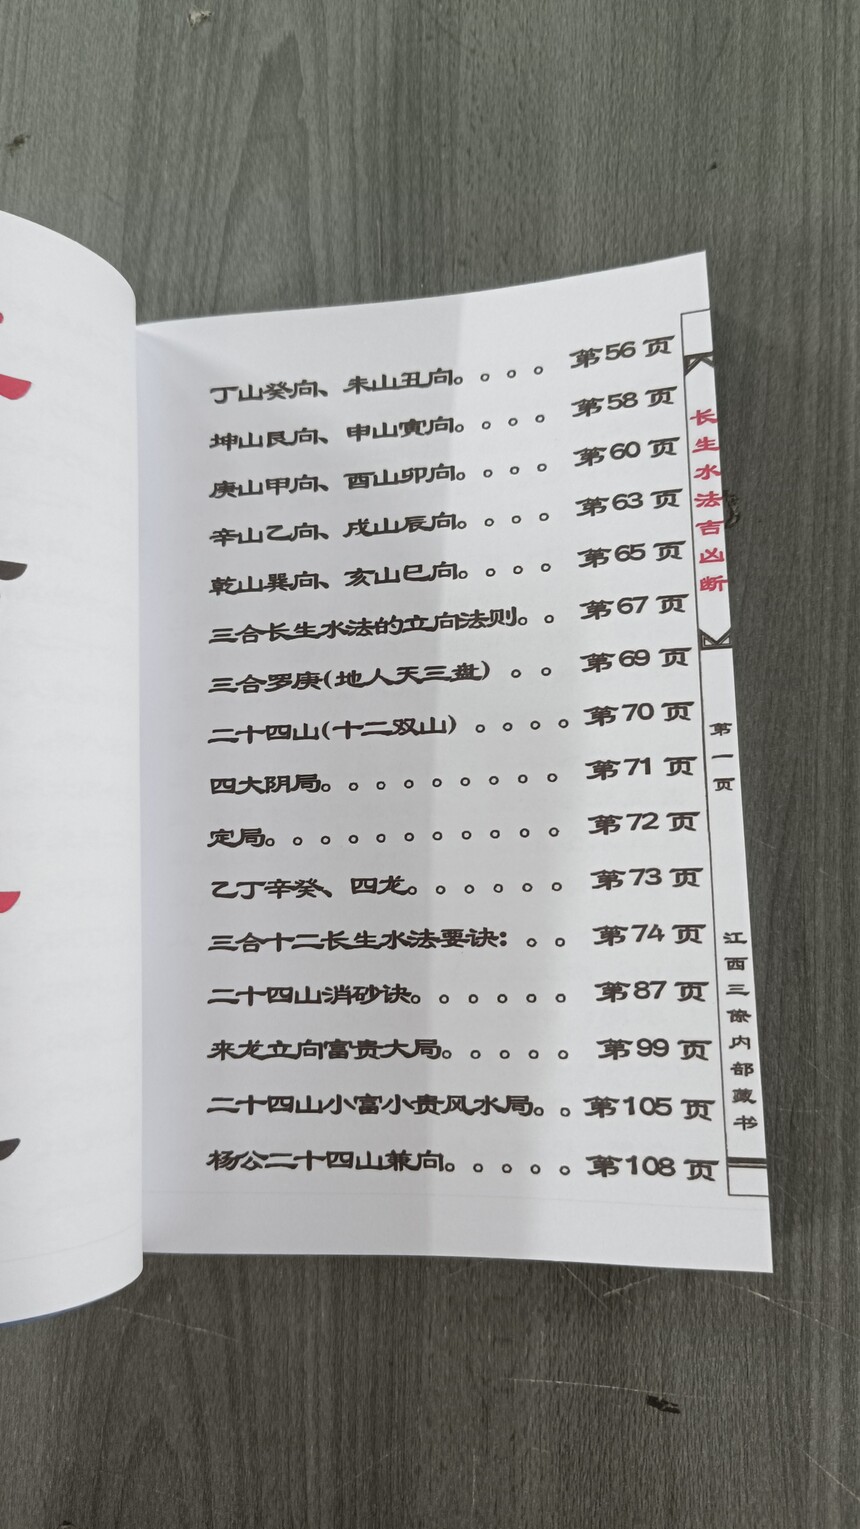 丁山癸向、未山丑向。。。。第56页
坤山艮向、申山寅向。。。。第58页
庚山甲向、酉山卯向。。。。第60页
辛山乙向、戌山辰向。。。。第63页
乾山巽向、亥山巳向。。。。第65页
三合长生水法的立向法则。。第67页
三合罗庚(地人天三盘)。。第69页
二十四山(十二双山)。。。。第70页
四大阴局。。。。。。。。。第71页
定局。。。。。。。。。。。第72页
乙丁辛癸、四龙。。。。。。第73页
三合十二长生水法要诀:。。第74页
二十四山消砂诀。。。。。。第87页
来龙立向富贵大局。。。。。第99页
二十四山小富小贵风水局。。第105页
杨公二十四山兼向。。。。。第108页
长生水法吉凶断
第一页
江西三僚内部藏书